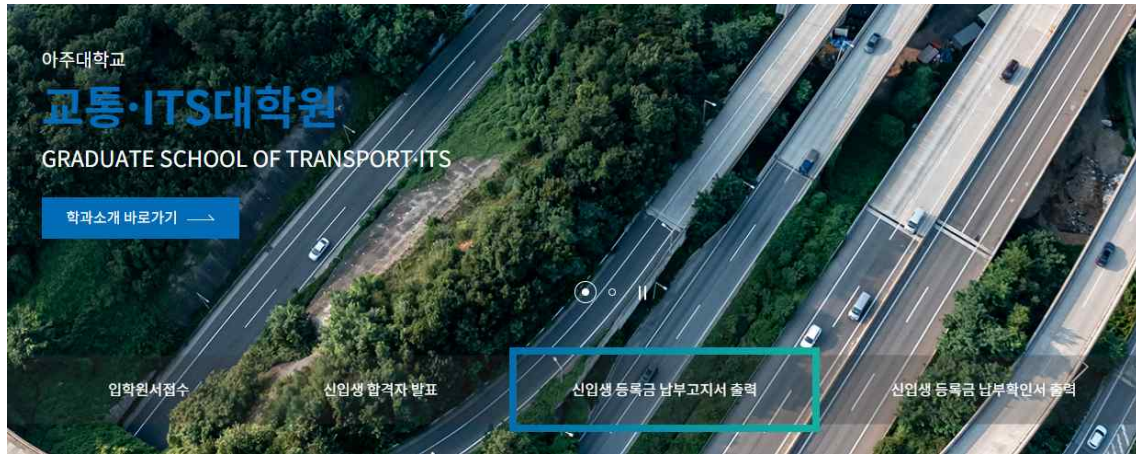 아주대학교
교통·ITS대학원
GRADUATE SCHOOL OF TRANSPORT·ITS
학과소개 바로가기
입학원서접수
신입생 합격자 발표
신입생 등록금 납부고지서 출력
신입생 등록금 납부확인서 출력